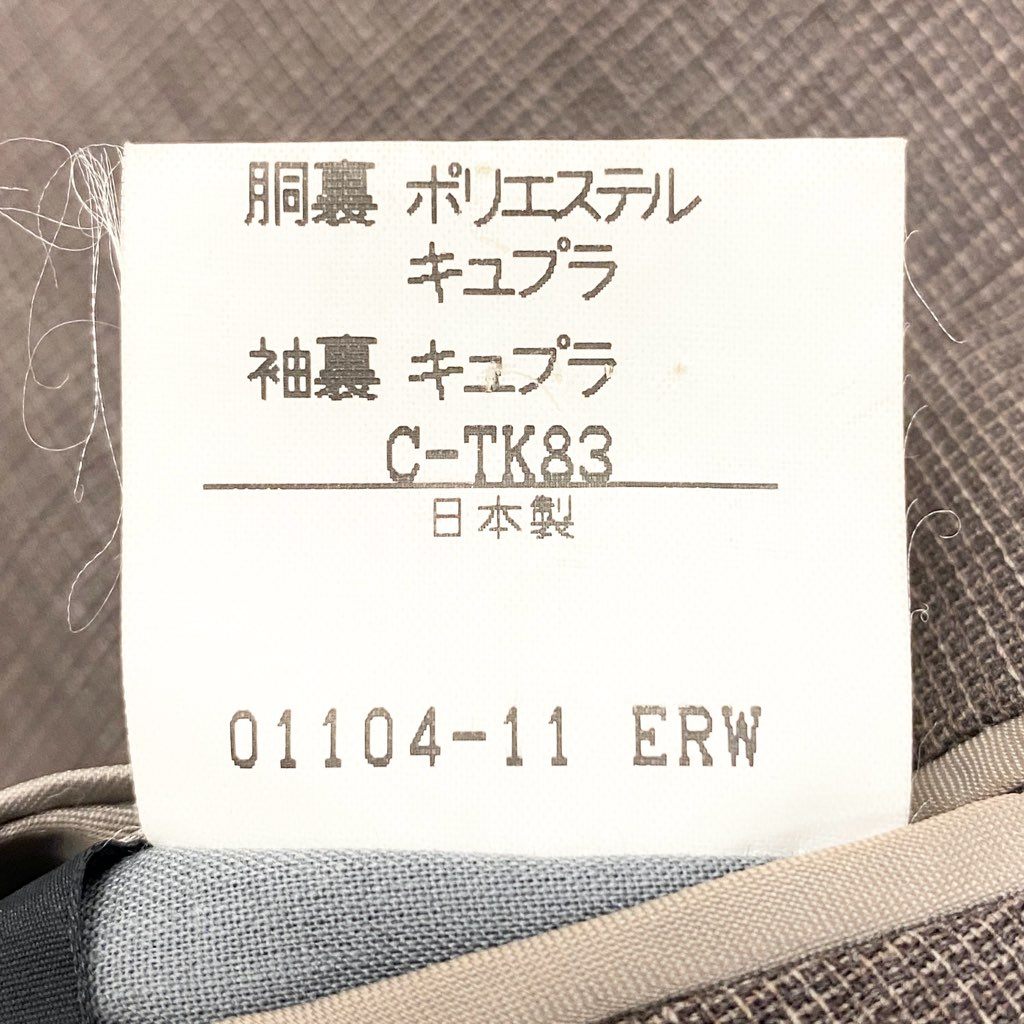 胴裏 ポリエステル
キュプラ
袖裏 キュプラ
C-TK83
日本製
01104-11 ERW